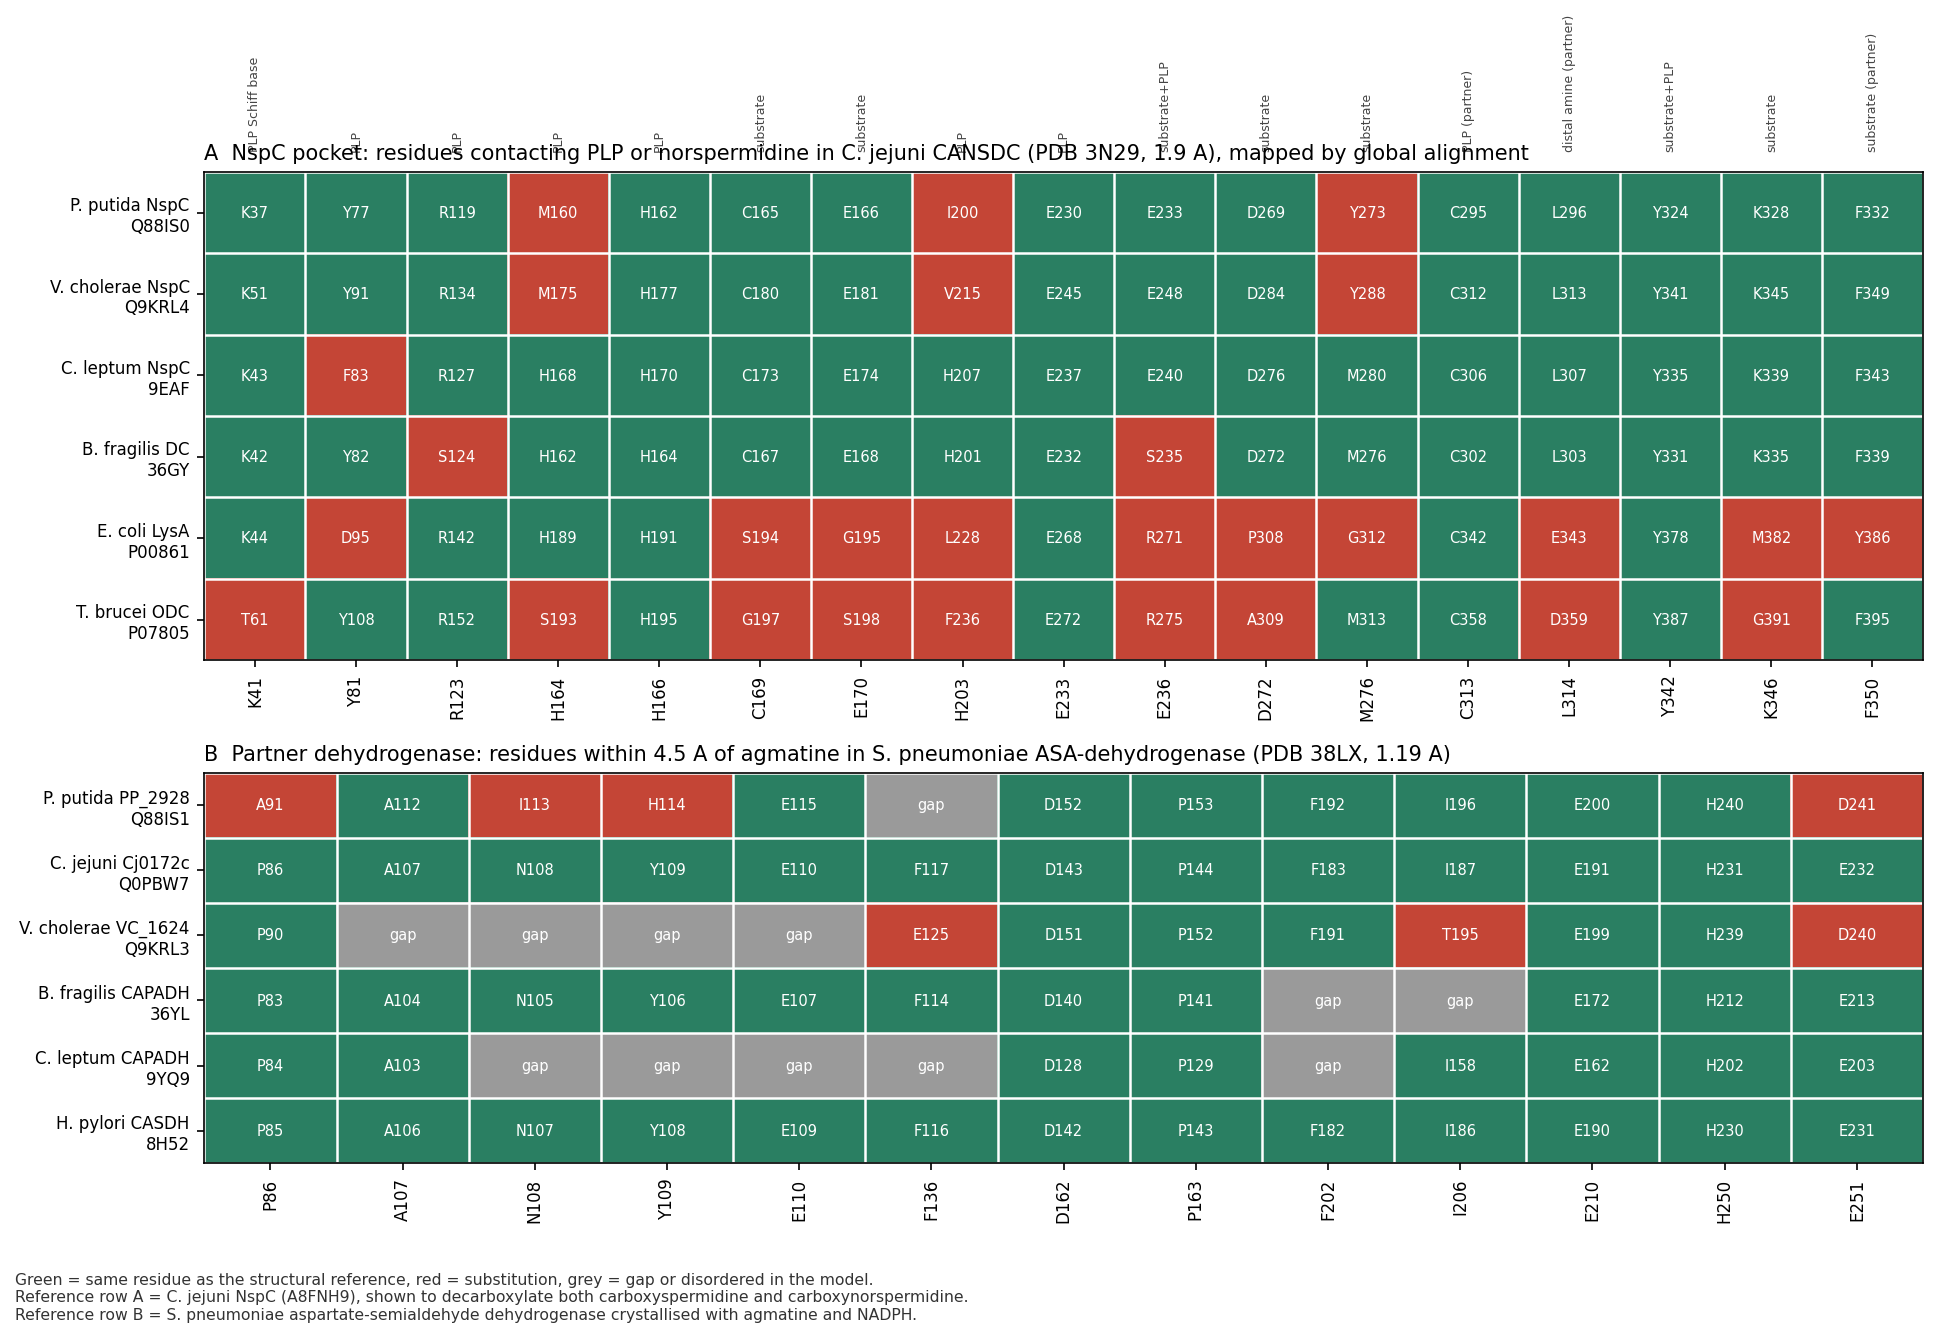 PLP Schiff base
PLP
PLP
PLP
PLP
substrate
substrate
PLP
PLP
substrate+PLP
substrate
substrate
PLP (partner)
distal amine (partner)
substrate+PLP
substrate
substrate (partner)
A NspC pocket: residues contacting PLP or norspermidine in C. jejuni CANSDC (PDB 3N29, 1.9 A), mapped by global alignment
P. putida NspC
Q88IS0
K37 Y77 R119 M160 H162 C165 E166 I200 E230 E233 D269 Y273 C295 L296 Y324 K328 F332
V. cholerae NspC
Q9KRL4
K51 Y91 R134 M175 H177 C180 E181 V215 E245 E248 D284 Y288 C312 L313 Y341 K345 F349
C. leptum NspC
9EAF
K43 F83 R127 H168 H170 C173 E174 H207 E237 E240 D276 M280 C306 L307 Y335 K339 F343
B. fragilis DC
36GY
K42 Y82 S124 H162 H164 C167 E168 H201 E232 S235 D272 M276 C302 L303 Y331 K335 F339
E. coli LysA
P00861
K44 D95 R142 H189 H191 S194 G195 L228 E268 R271 P308 G312 C342 E343 Y378 M382 Y386
T. brucei ODC
P07805
T61 Y108 R152 S193 H195 G197 S198 F236 E272 R275 A309 M313 C358 D359 Y387 G391 F395
K41 Y81 R123 H164 H166 C169 E170 H203 E233 E236 D272 M276 C313 L314 Y342 K346 F350
B Partner dehydrogenase: residues within 4.5 A of agmatine in S. pneumoniae ASA-dehydrogenase (PDB 38LX, 1.19 A)
P. putida PP_2928
Q88IS1
A91 A112 I113 H114 E115 gap D152 P153 F192 I196 E200 H240 D241
C. jejuni Cj0172c
Q0PBW7
P86 A107 N108 Y109 E110 F117 D143 P144 F183 I187 E191 H231 E232
V. cholerae VC_1624
Q9KRL3
P90 gap gap gap gap E125 D151 P152 F191 T195 E199 H239 D240
B. fragilis CAPADH
36YL
P83 A104 N105 Y106 E107 F114 D140 P141 gap gap E172 H212 E213
C. leptum CAPADH
9YQ9
P84 A103 gap gap gap gap D128 P129 gap I158 E162 H202 E203
H. pylori CASDH
8H52
P85 A106 N107 Y108 E109 F116 D142 P143 F182 I186 E190 H230 E231
P86 A107 N108 Y109 E110 F136 D162 P163 F202 I206 E210 H250 E251
Green = same residue as the structural reference, red = substitution, grey = gap or disordered in the model.
Reference row A = C. jejuni NspC (A8FNH9), shown to decarboxylate both carboxyspermidine and carboxynorspermidine.
Reference row B = S. pneumoniae aspartate-semialdehyde dehydrogenase crystallised with agmatine and NADPH.